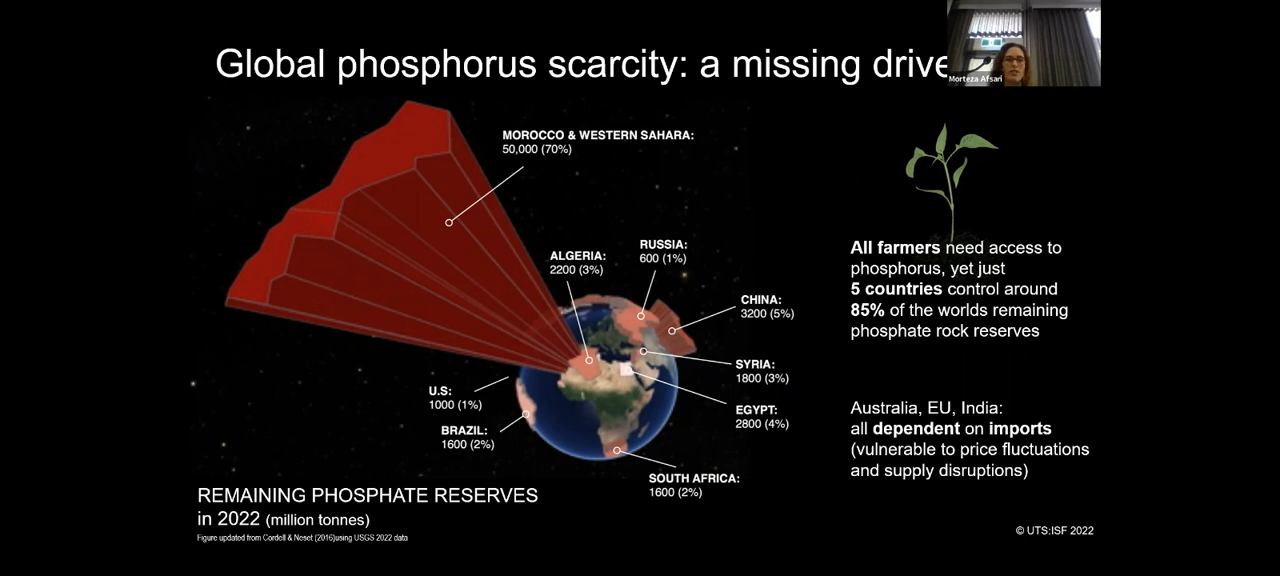 Global phosphorus scarcity: a missing drive
Morteza Afsari
MOROCCO & WESTERN SAHARA:
50,000 (70%)
RUSSIA:
600 (1%)
ALGERIA:
2200 (3%)
CHINA:
3200 (5%)
SYRIA:
1800 (3%)
U.S:
1000 (1%)
EGYPT:
2800 (4%)
BRAZIL:
1600 (2%)
SOUTH AFRICA:
1600 (2%)
REMAINING PHOSPHATE RESERVES
in 2022 (million tonnes)
Figure updated from Cordell & Neset (2016)using USGS 2022 data
All farmers need access to
phosphorus, yet just
5 countries control around
85% of the worlds remaining
phosphate rock reserves
Australia, EU, India:
all dependent on imports
(vulnerable to price fluctuations
and supply disruptions)
© UTS:ISF 2022